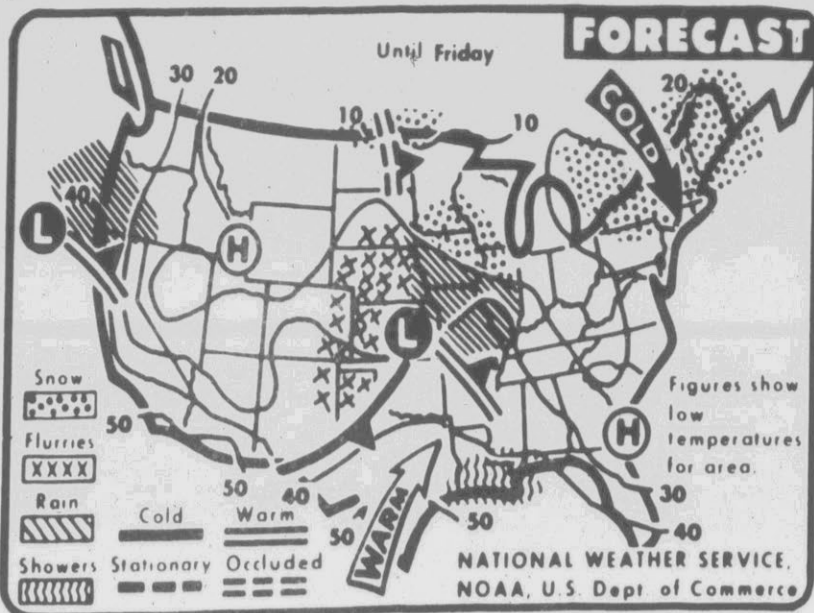 FORECAST
Until Friday
30 20
10
10
20
COLD
40
L
H
L
Snow
Flurries
XXXX
Rain
Showers
Cold
Warm
Stationary
Occluded
50
50
40
50
WARM
50
H
30
40
Figures show
low
temperatures
for area.
NATIONAL WEATHER SERVICE,
NOAA, U.S. Dept. of Commerce